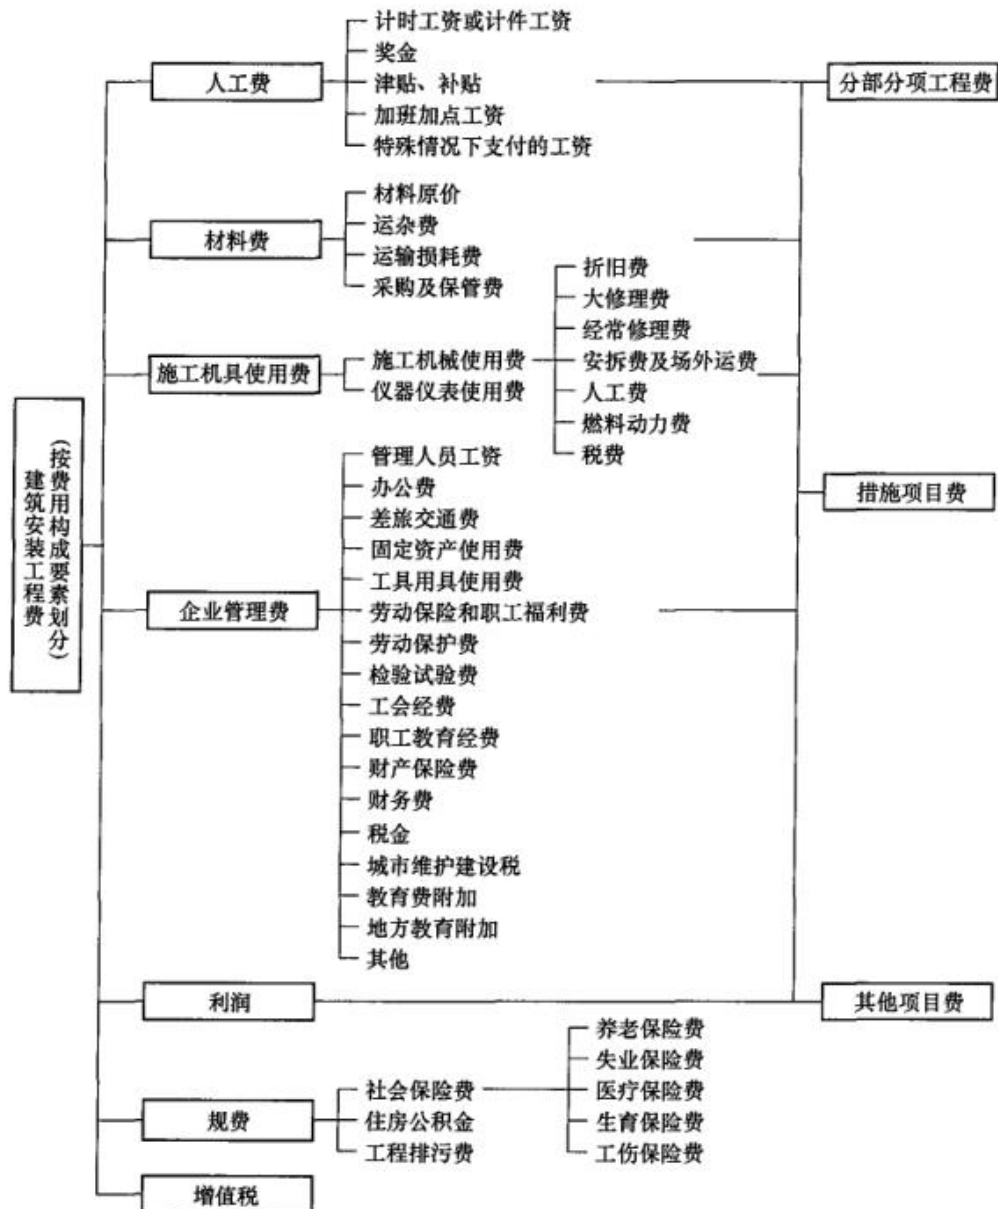 建筑安装工程费
(按费用构成要素划分)
人工费
计时工资或计件工资
奖金
津贴、补贴
加班加点工资
特殊情况下支付的工资
材料费
材料原价
运杂费
运输损耗费
采购及保管费
施工机具使用费
施工机械使用费
仪器仪表使用费
折旧费
大修理费
经常修理费
安拆费及场外运费
人工费
燃料动力费
税费
企业管理费
管理人员工资
办公费
差旅交通费
固定资产使用费
工具用具使用费
劳动保险和职工福利费
劳动保护费
检验试验费
工会经费
职工教育经费
财产保险费
财务费
税金
城市维护建设税
教育费附加
地方教育附加
其他
利润
规费
社会保险费
住房公积金
工程排污费
养老保险费
失业保险费
医疗保险费
生育保险费
工伤保险费
增值税
分部分项工程费
措施项目费
其他项目费